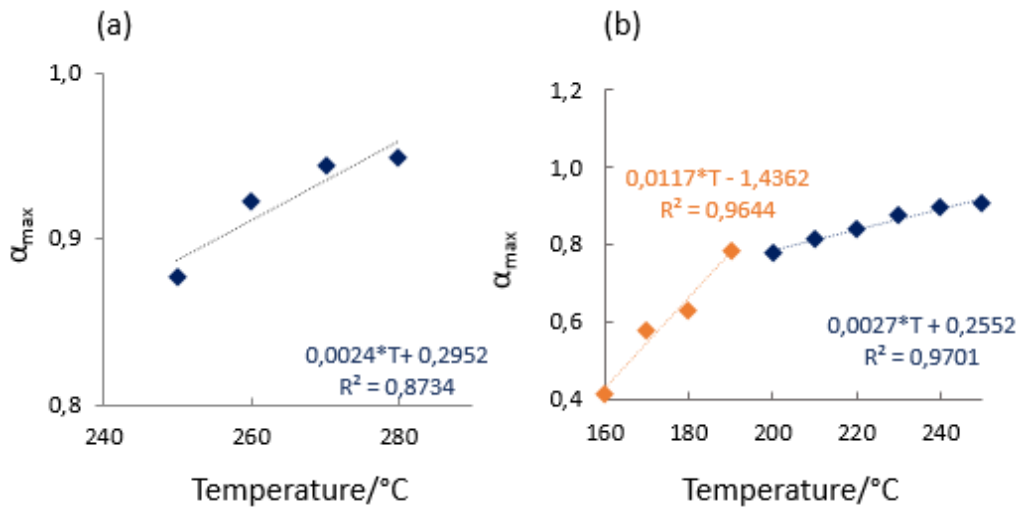 (a)
1,0
0,9
0,8
αmax
0,0024*T+ 0,2952
R² = 0,8734
240
260
280
Temperature/°C
(b)
1,2
1,0
0,8
0,6
0,4
αmax
0,0117*T - 1,4362
R² = 0,9644
0,0027*T + 0,2552
R² = 0,9701
160
180
200
220
240
Temperature/°C